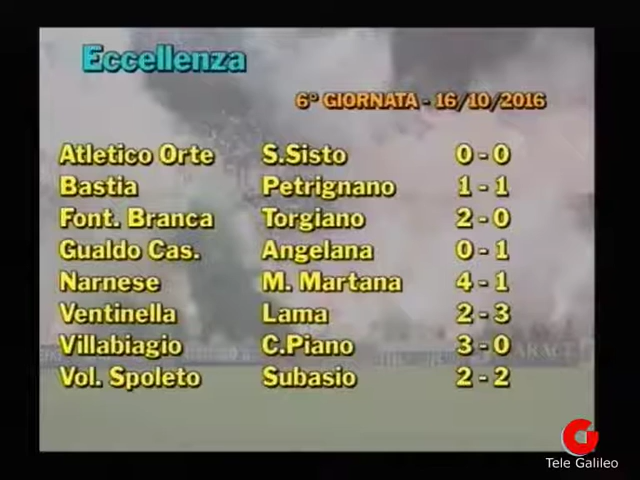 Eccellenza
6° GIORNATA - 16/10/2016
Atletico Orte S.Sisto 0 - 0
Bastia Petrignano 1 - 1
Font. Branca Torgiano 2 - 0
Gualdo Cas. Angelana 0 - 1
Narnese M. Martana 4 - 1
Ventinella Lama 2 - 3
Villabiagio C.Piano 3 - 0
Vol. Spoleto Subasio 2 - 2
Tele Galileo